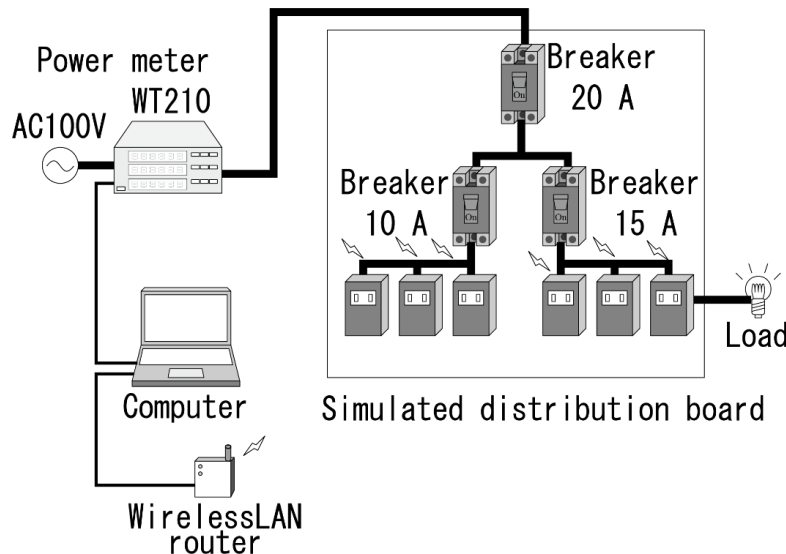 Power meter
WT210
AC100V
Breaker
20 A
On
Breaker
10 A
On
Breaker
15 A
On
Load
Computer
Simulated distribution board
WirelessLAN
router